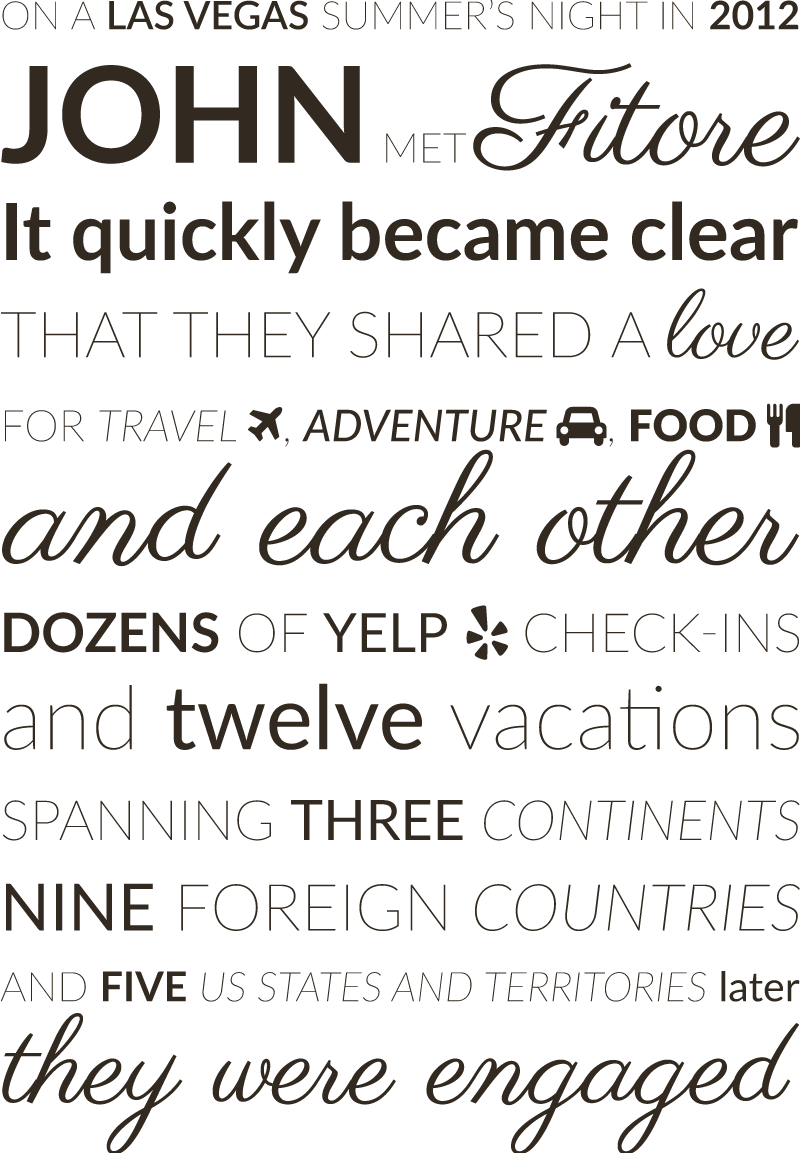 ON A LAS VEGAS SUMMER'S NIGHT IN 2012
JOHN MET Fitore
It quickly became clear
THAT THEY SHARED A love
FOR TRAVEL , ADVENTURE , FOOD
and each other
DOZENS OF YELP CHECK-INS
and twelve vacations
SPANNING THREE CONTINENTS
NINE FOREIGN COUNTRIES
AND FIVE US STATES AND TERRITORIES later
they were engaged